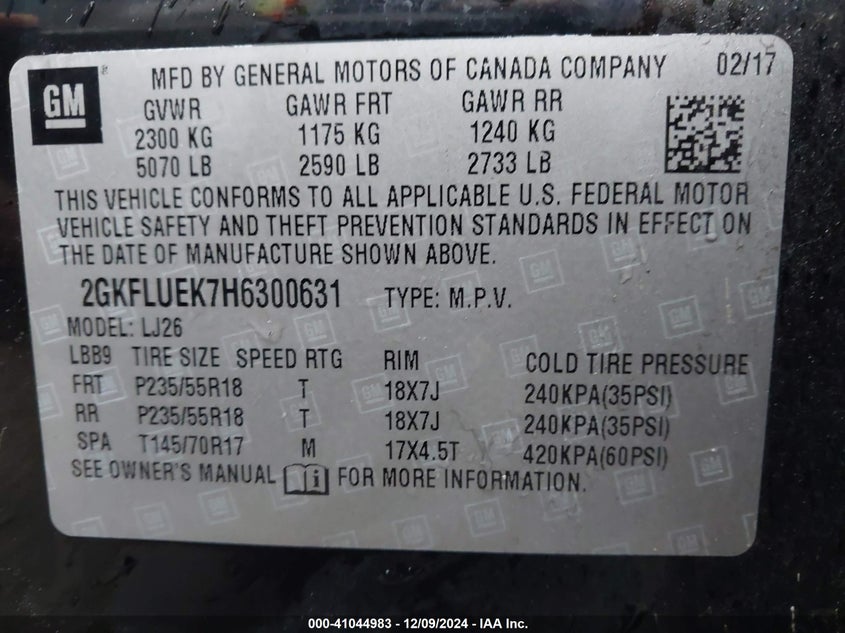 GM ® MFD BY GENERAL MOTORS OF CANADA COMPANY 02/17
GVWR GAWR FRT GAWR RR
2300 KG 1175 KG 1240 KG
5070 LB 2590 LB 2733 LB
THIS VEHICLE CONFORMS TO ALL APPLICABLE U.S. FEDERAL MOTOR
VEHICLE SAFETY AND THEFT PREVENTION STANDARDS IN EFFECT ON
THE DATE OF MANUFACTURE SHOWN ABOVE.
2GKFLUEK7H6300631 TYPE: M.P.V.
MODEL: LJ26
LBB9 TIRE SIZE SPEED RTG RIM COLD TIRE PRESSURE
FRT P235/55R18 T 18X7J 240KPA(35PSI)
RR P235/55R18 T 18X7J 240KPA(35PSI)
SPA T145/70R17 M 17X4.5T 420KPA(60PSI)
SEE OWNER'S MANUAL i FOR MORE INFORMATION.
000-41044983 / 12/09/2024 - IAA Inc.